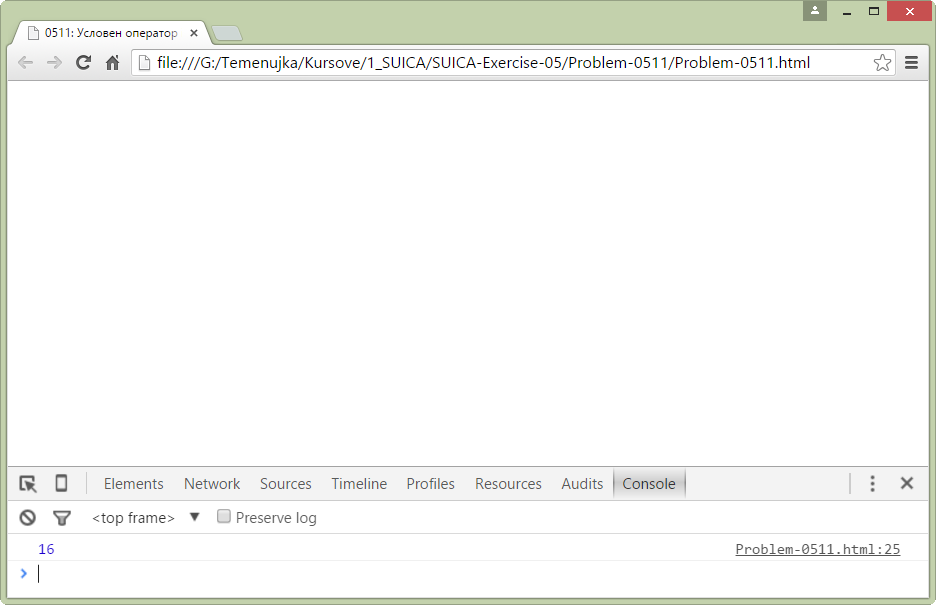 0511: Условен оператор
file:///G:/Temenujka/Kursove/1_SUICA/SUICA-Exercise-05/Problem-0511/Problem-0511.html
Elements Network Sources Timeline Profiles Resources Audits Console
<top frame> ▼ Preserve log
16 Problem-0511.html:25
>